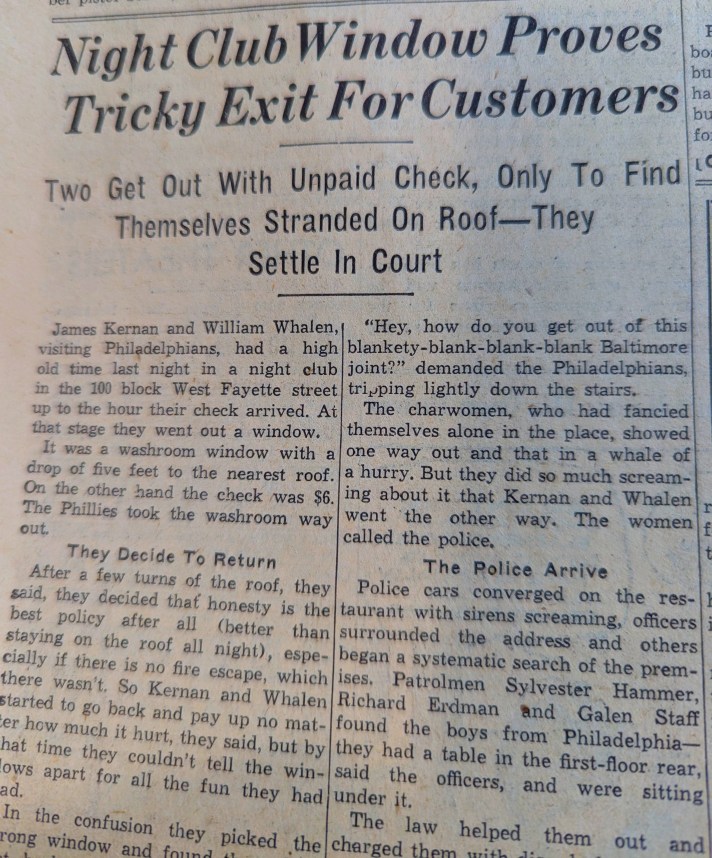 Night Club Window Proves
Tricky Exit For Customers
Two Get Out With Unpaid Check, Only To Find
Themselves Stranded On Roof—They
Settle In Court
James Kernan and William Whalen,
visiting Philadelphians, had a high
old time last night in a night club
in the 100 block West Fayette street
up to the hour their check arrived. At
that stage they went out a window.
It was a washroom window with a
drop of five feet to the nearest roof.
On the other hand the check was $6.
The Phillies took the washroom way
out.
They Decide To Return
After a few turns of the roof, they
said, they decided that honesty is the
best policy after all (better than
staying on the roof all night), espe-
cially if there is no fire escape, which
there wasn't. So Kernan and Whalen
started to go back and pay up no mat-
er how much it hurt, they said, but by
hat time they couldn't tell the win-
lows apart for all the fun they had
ad.
In the confusion they picked the
rong window and found
"Hey, how do you get out of this
blankety-blank-blank-blank Baltimore
joint?" demanded the Philadelphians,
tripping lightly down the stairs.
The charwomen, who had fancied
themselves alone in the place, showed
one way out and that in a whale of
a hurry. But they did so much scream-
ing about it that Kernan and Whalen
went the other way. The women
called the police.
The Police Arrive
Police cars converged on the res-
taurant with sirens screaming, officers
surrounded the address and others
began a systematic search of the prem-
ises. Patrolmen Sylvester Hammer,
Richard Erdman and Galen Staff
found the boys from Philadelphia—
they had a table in the first-floor rear,
said the officers, and were sitting
under it.
The law helped them out and
charged them with